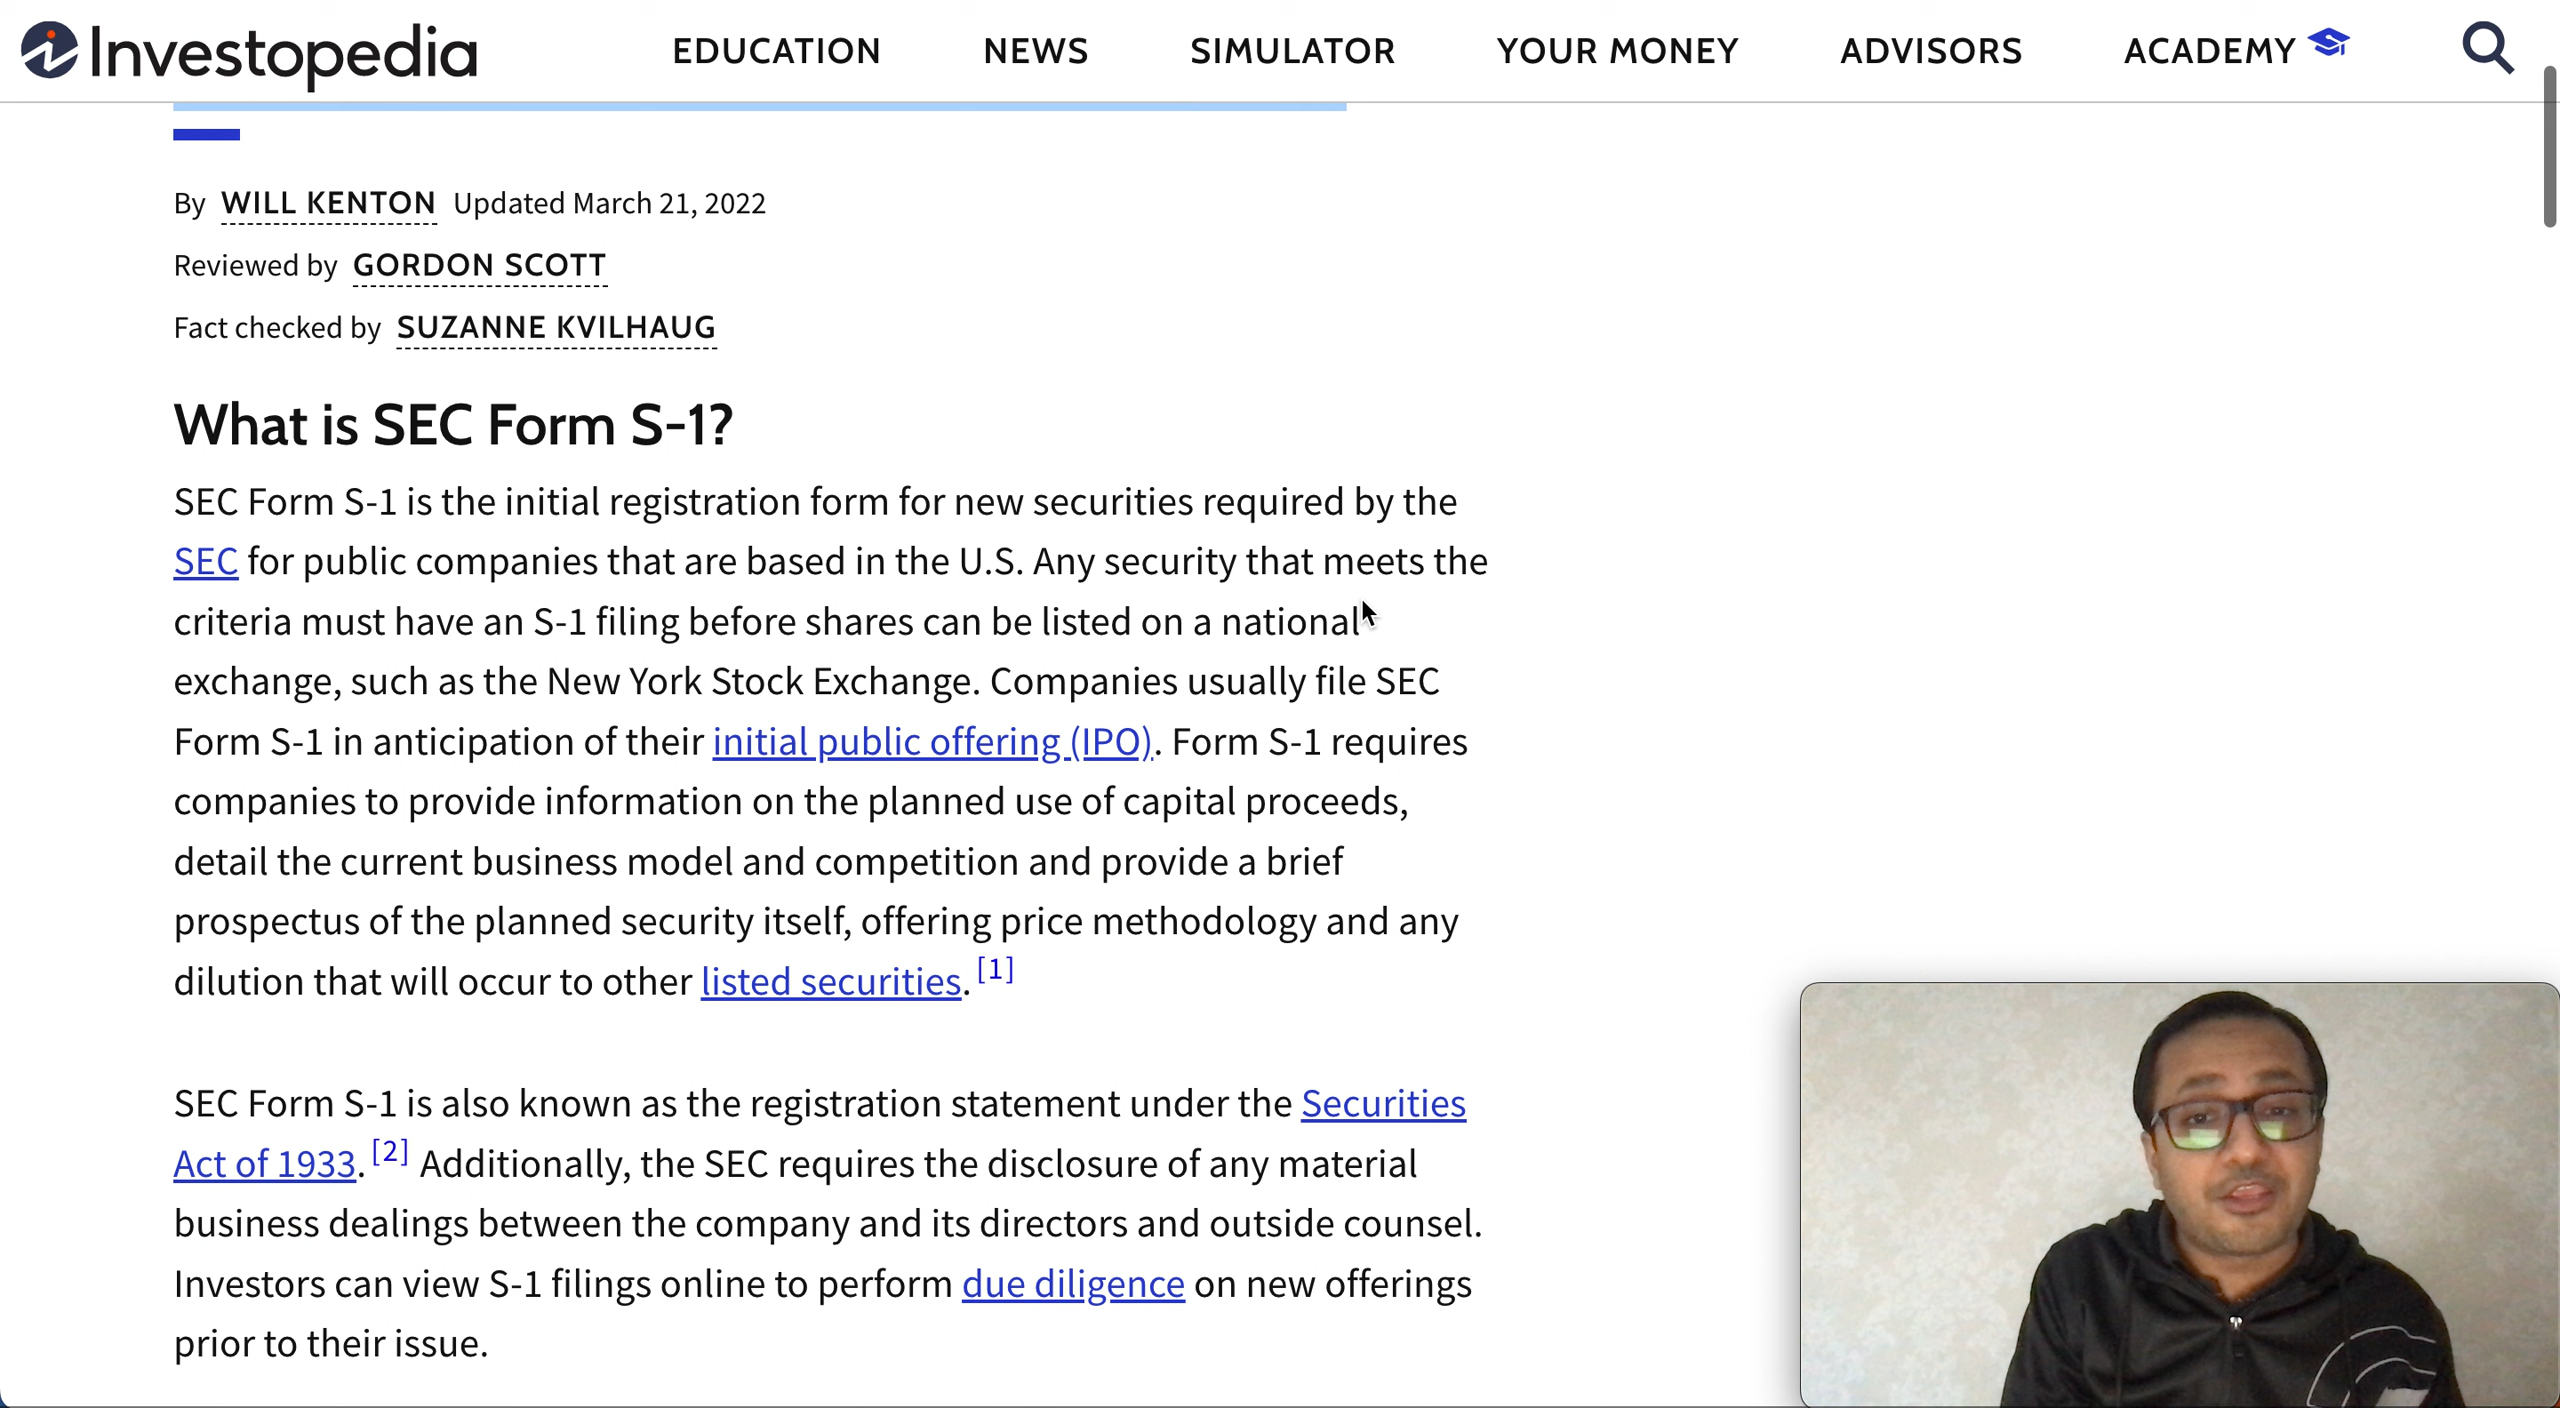 Investopedia
EDUCATION NEWS SIMULATOR YOUR MONEY ADVISORS ACADEMY
By WILL KENTON Updated March 21, 2022
Reviewed by GORDON SCOTT
Fact checked by SUZANNE KVILHAUG
What is SEC Form S-1?
SEC Form S-1 is the initial registration form for new securities required by the
SEC for public companies that are based in the U.S. Any security that meets the
criteria must have an S-1 filing before shares can be listed on a national
exchange, such as the New York Stock Exchange. Companies usually file SEC
Form S-1 in anticipation of their initial public offering (IPO). Form S-1 requires
companies to provide information on the planned use of capital proceeds,
detail the current business model and competition and provide a brief
prospectus of the planned security itself, offering price methodology and any
dilution that will occur to other listed securities. [1]
SEC Form S-1 is also known as the registration statement under the Securities
Act of 1933. [2] Additionally, the SEC requires the disclosure of any material
business dealings between the company and its directors and outside counsel.
Investors can view S-1 filings online to perform due diligence on new offerings
prior to their issue.